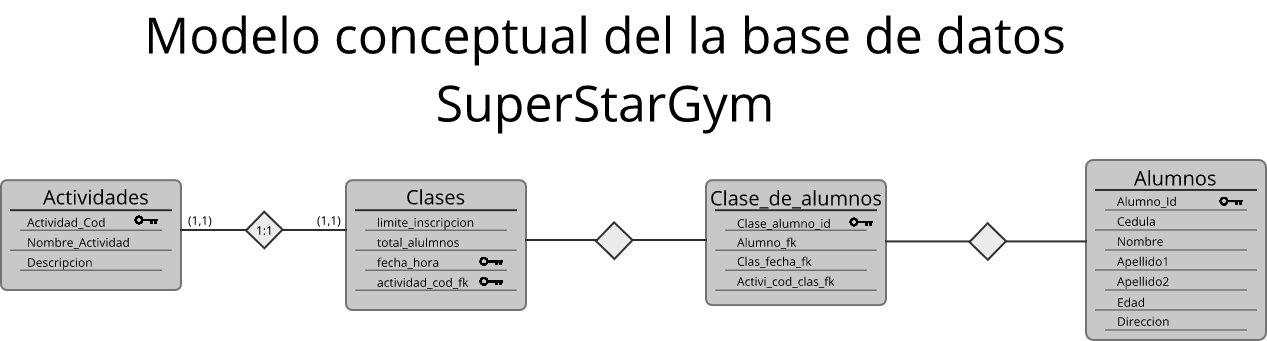 Modelo conceptual del la base de datos
SuperStarGym
Actividades
Actividad_Cod
Nombre_Actividad
Descripcion
(1,1)
1:1
(1,1)
Clases
limite_inscripcion
total_alulmnos
fecha_hora
actividad_cod_fk
Clase_de_alumnos
Clase_alumno_id
Alumno_fk
Clas_fecha_fk
Activi_cod_clas_fk
Alumnos
Alumno_Id
Cedula
Nombre
Apellido1
Apellido2
Edad
Direccion